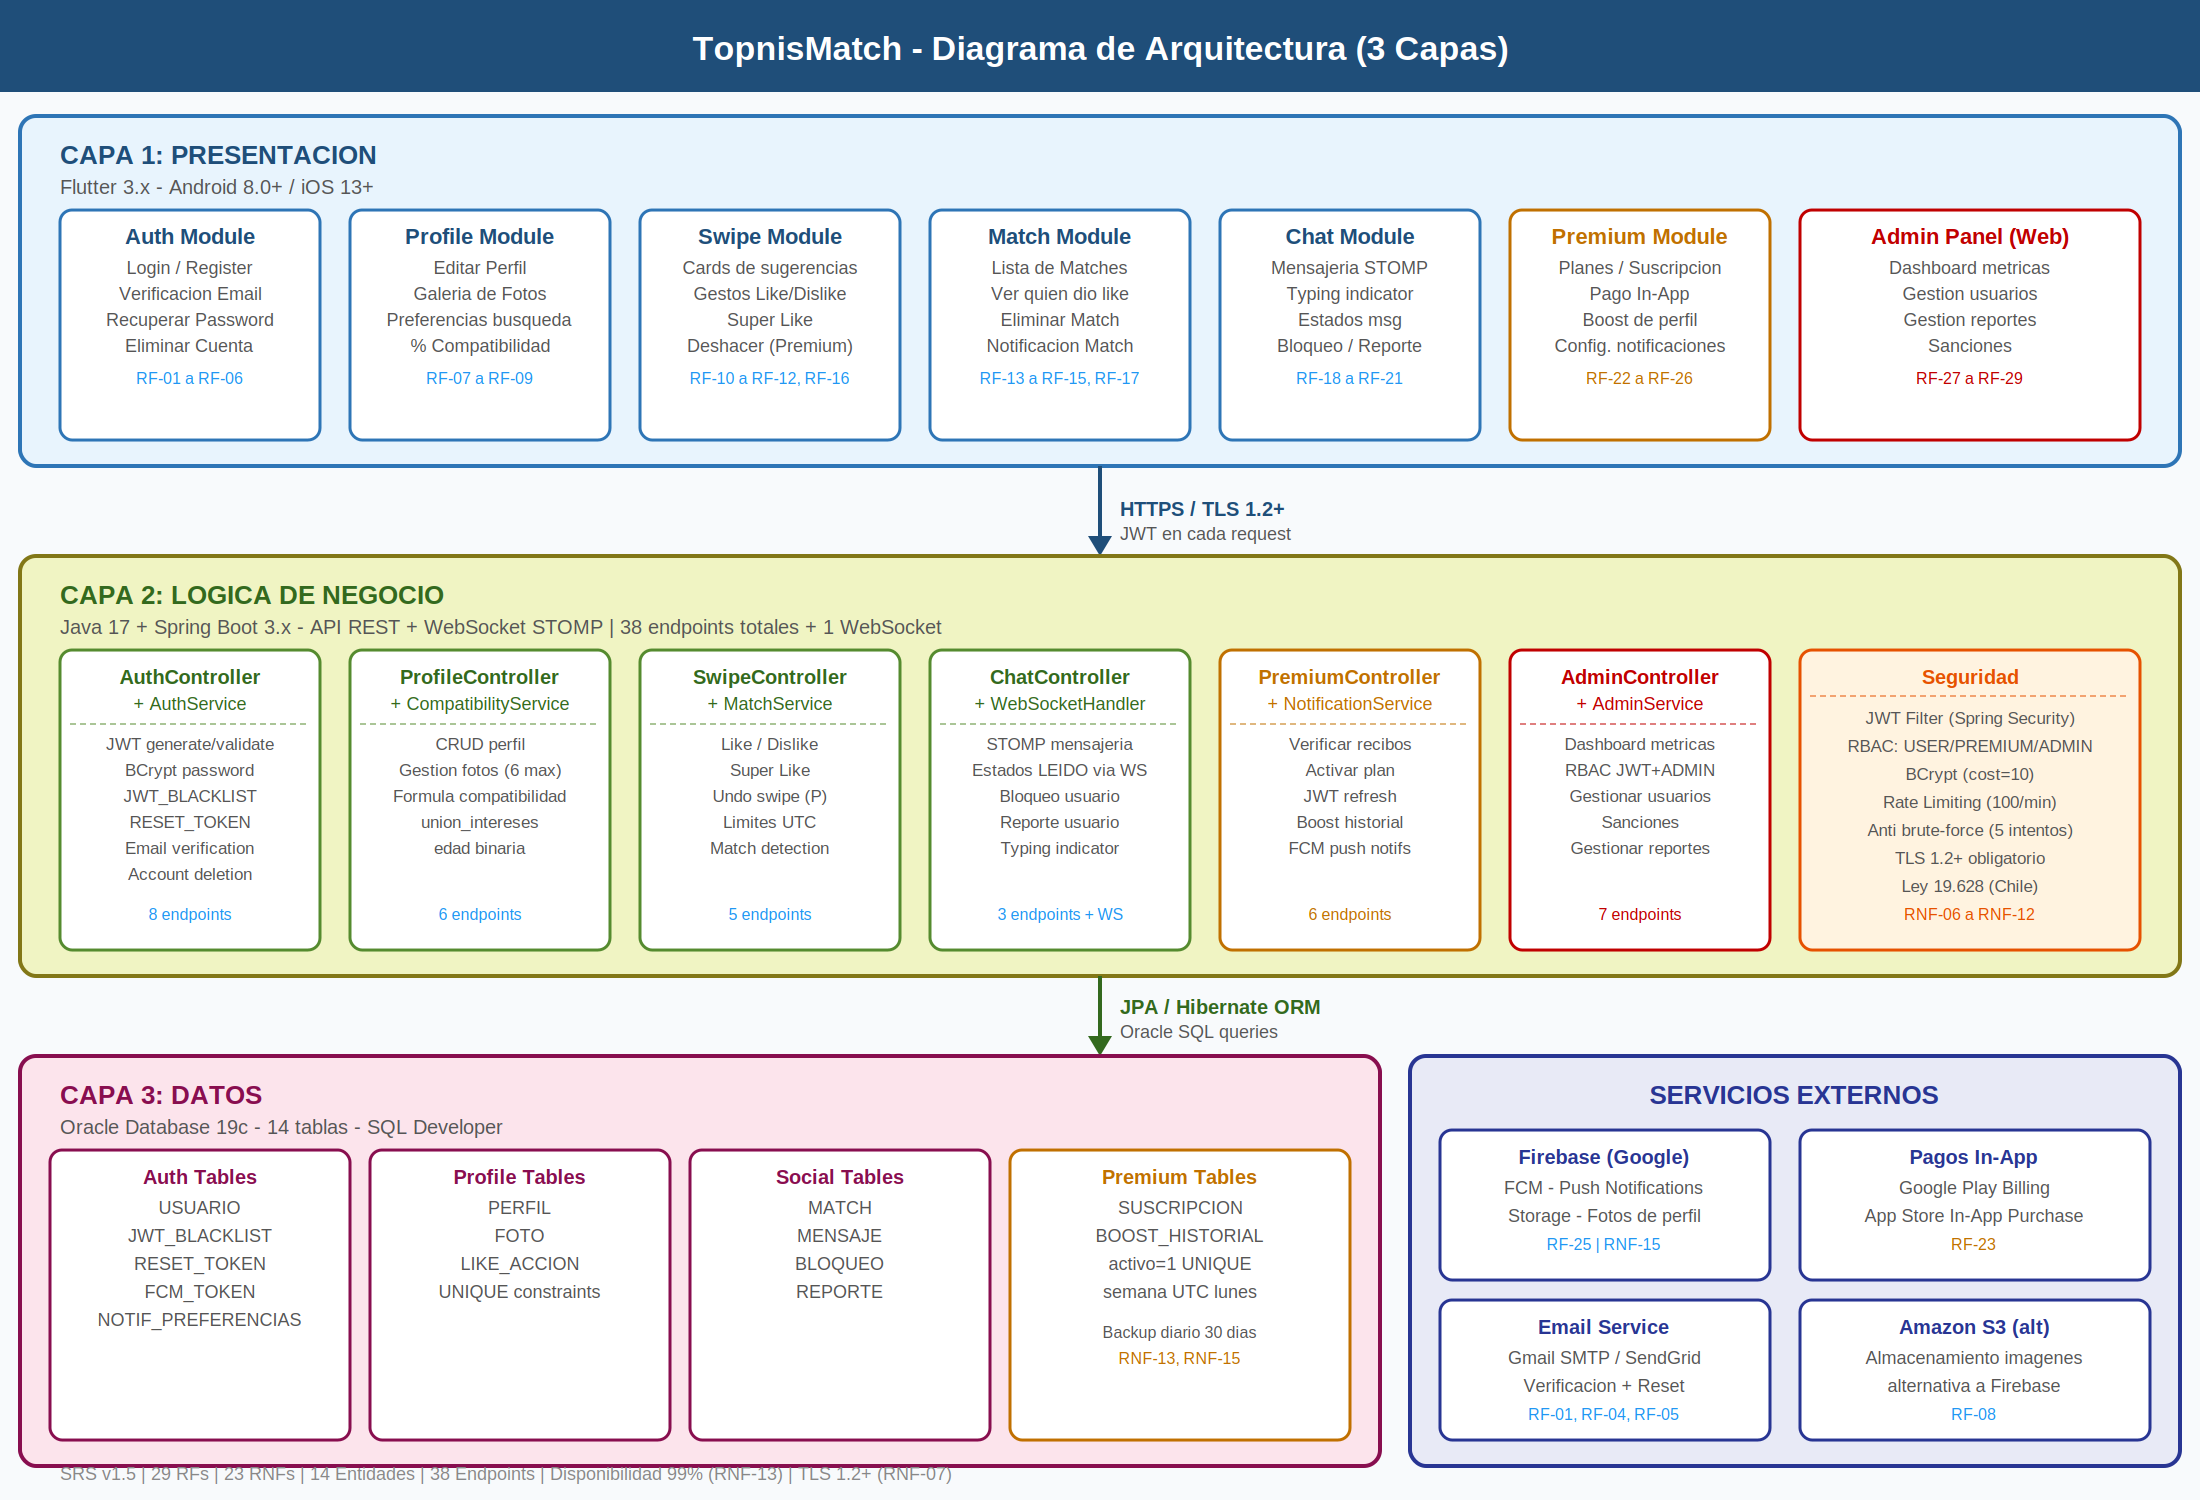 TopnisMatch - Diagrama de Arquitectura (3 Capas)
CAPA 1: PRESENTACION
Flutter 3.x - Android 8.0+ / iOS 13+
Auth Module
Login / Register
Verificacion Email
Recuperar Password
Eliminar Cuenta
RF-01 a RF-06
Profile Module
Editar Perfil
Galeria de Fotos
Preferencias busqueda
% Compatibilidad
RF-07 a RF-09
Swipe Module
Cards de sugerencias
Gestos Like/Dislike
Super Like
Deshacer (Premium)
RF-10 a RF-12, RF-16
Match Module
Lista de Matches
Ver quien dio like
Eliminar Match
Notificacion Match
RF-13 a RF-15, RF-17
Chat Module
Mensajeria STOMP
Typing indicator
Estados msg
Bloqueo / Reporte
RF-18 a RF-21
Premium Module
Planes / Suscripcion
Pago In-App
Boost de perfil
Config. notificaciones
RF-22 a RF-26
Admin Panel (Web)
Dashboard metricas
Gestion usuarios
Gestion reportes
Sanciones
RF-27 a RF-29
HTTPS / TLS 1.2+
JWT en cada request
CAPA 2: LOGICA DE NEGOCIO
Java 17 + Spring Boot 3.x - API REST + WebSocket STOMP | 38 endpoints totales + 1 WebSocket
AuthController
+ AuthService
JWT generate/validate
BCrypt password
JWT_BLACKLIST
RESET_TOKEN
Email verification
Account deletion
8 endpoints
ProfileController
+ CompatibilityService
CRUD perfil
Gestion fotos (6 max)
Formula compatibilidad
union_intereses
edad binaria
6 endpoints
SwipeController
+ MatchService
Like / Dislike
Super Like
Undo swipe (P)
Limites UTC
Match detection
5 endpoints
ChatController
+ WebSocketHandler
STOMP mensajeria
Estados LEIDO via WS
Bloqueo usuario
Reporte usuario
Typing indicator
3 endpoints + WS
PremiumController
+ NotificationService
Verificar recibos
Activar plan
JWT refresh
Boost historial
FCM push notifs
6 endpoints
AdminController
+ AdminService
Dashboard metricas
RBAC JWT+ADMIN
Gestionar usuarios
Sanciones
Gestionar reportes
7 endpoints
Seguridad
JWT Filter (Spring Security)
RBAC: USER/PREMIUM/ADMIN
BCrypt (cost=10)
Rate Limiting (100/min)
Anti brute-force (5 intentos)
TLS 1.2+ obligatorio
Ley 19.628 (Chile)
RNF-06 a RNF-12
JPA / Hibernate ORM
Oracle SQL queries
CAPA 3: DATOS
Oracle Database 19c - 14 tablas - SQL Developer
Auth Tables
USUARIO
JWT_BLACKLIST
RESET_TOKEN
FCM_TOKEN
NOTIF_PREFERENCIAS
Profile Tables
PERFIL
FOTO
LIKE_ACCION
UNIQUE constraints
Social Tables
MATCH
MENSAJE
BLOQUEO
REPORTE
Premium Tables
SUSCRIPCION
BOOST_HISTORIAL
activo=1 UNIQUE
semana UTC lunes
Backup diario 30 dias
RNF-13, RNF-15
SERVICIOS EXTERNOS
Firebase (Google)
FCM - Push Notifications
Storage - Fotos de perfil
RF-25 | RNF-15
Pagos In-App
Google Play Billing
App Store In-App Purchase
RF-23
Email Service
Gmail SMTP / SendGrid
Verificacion + Reset
RF-01, RF-04, RF-05
Amazon S3 (alt)
Almacenamiento imagenes
alternativa a Firebase
RF-08
SRS v1.5 | 29 RFs | 23 RNFs | 14 Entidades | 38 Endpoints | Disponibilidad 99% (RNF-13) | TLS 1.2+ (RNF-07)